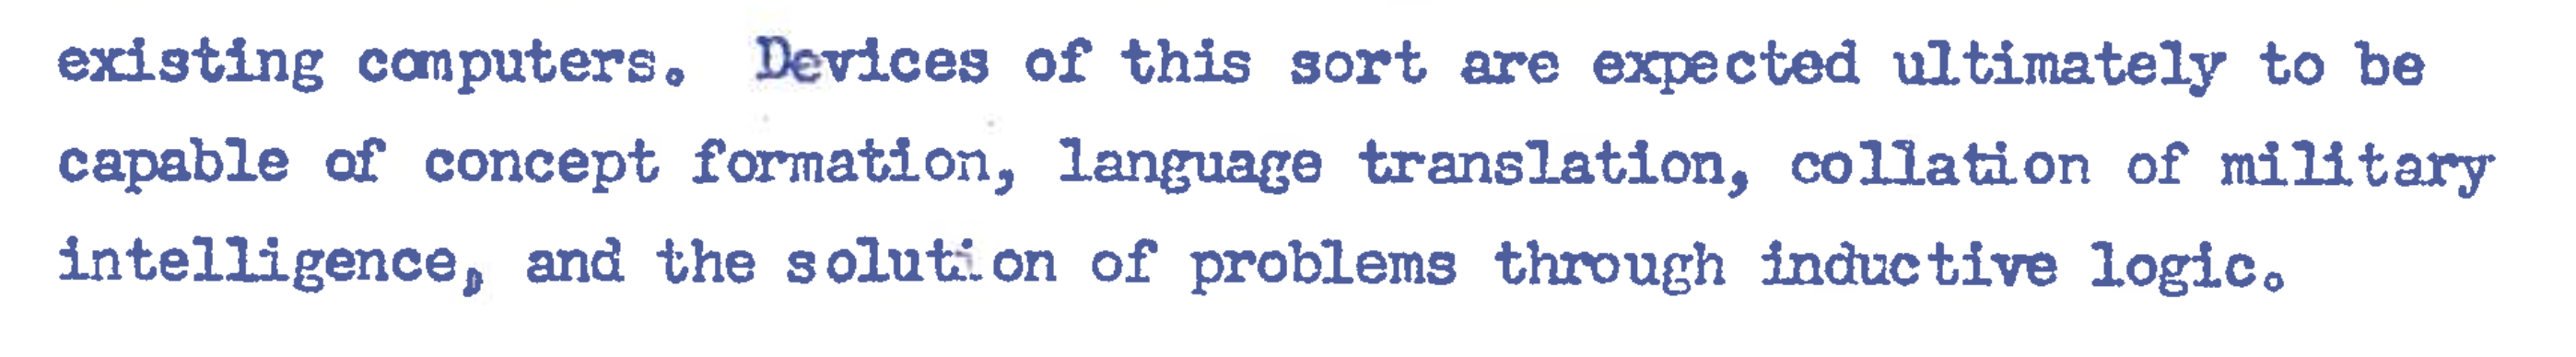 existing computers.  Devices of this sort are expected ultimately to be
capable of concept formation, language translation, collation of military
intelligence, and the solution of problems through inductive logic.